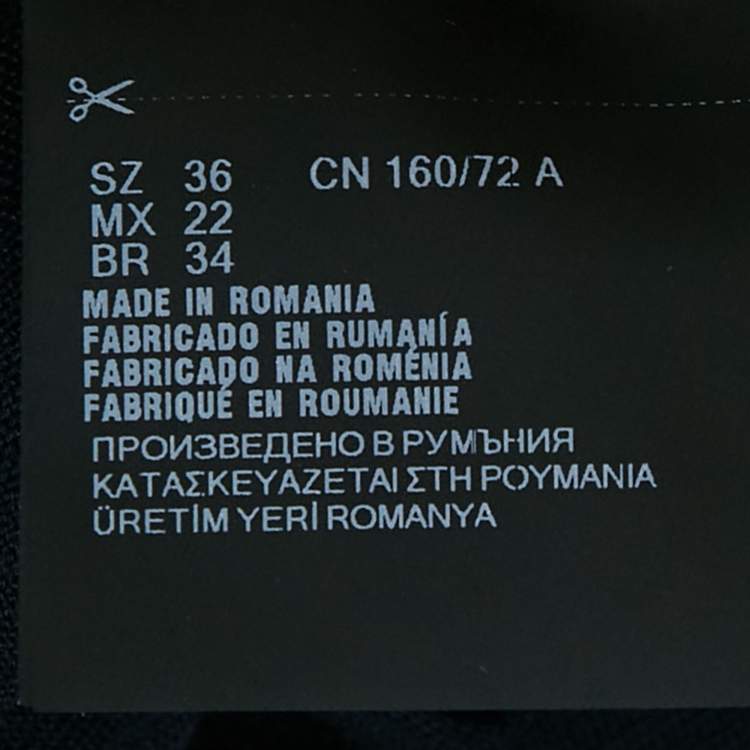 SZ 36 CN 160/72 A
MX 22
BR 34
MADE IN ROMANIA
FABRICADO EN RUMANÍA
FABRICADO NA ROMÉNIA
FABRIQUÉ EN ROUMANIE
ПРОИЗВЕДЕНО В РУМЪНИЯ
ΚΑΤΑΣΚΕΥΑΖΕΤΑΙ ΣΤΗ ΡΟΥΜΑΝΙΑ
ÜRETİM YERİ ROMANYA